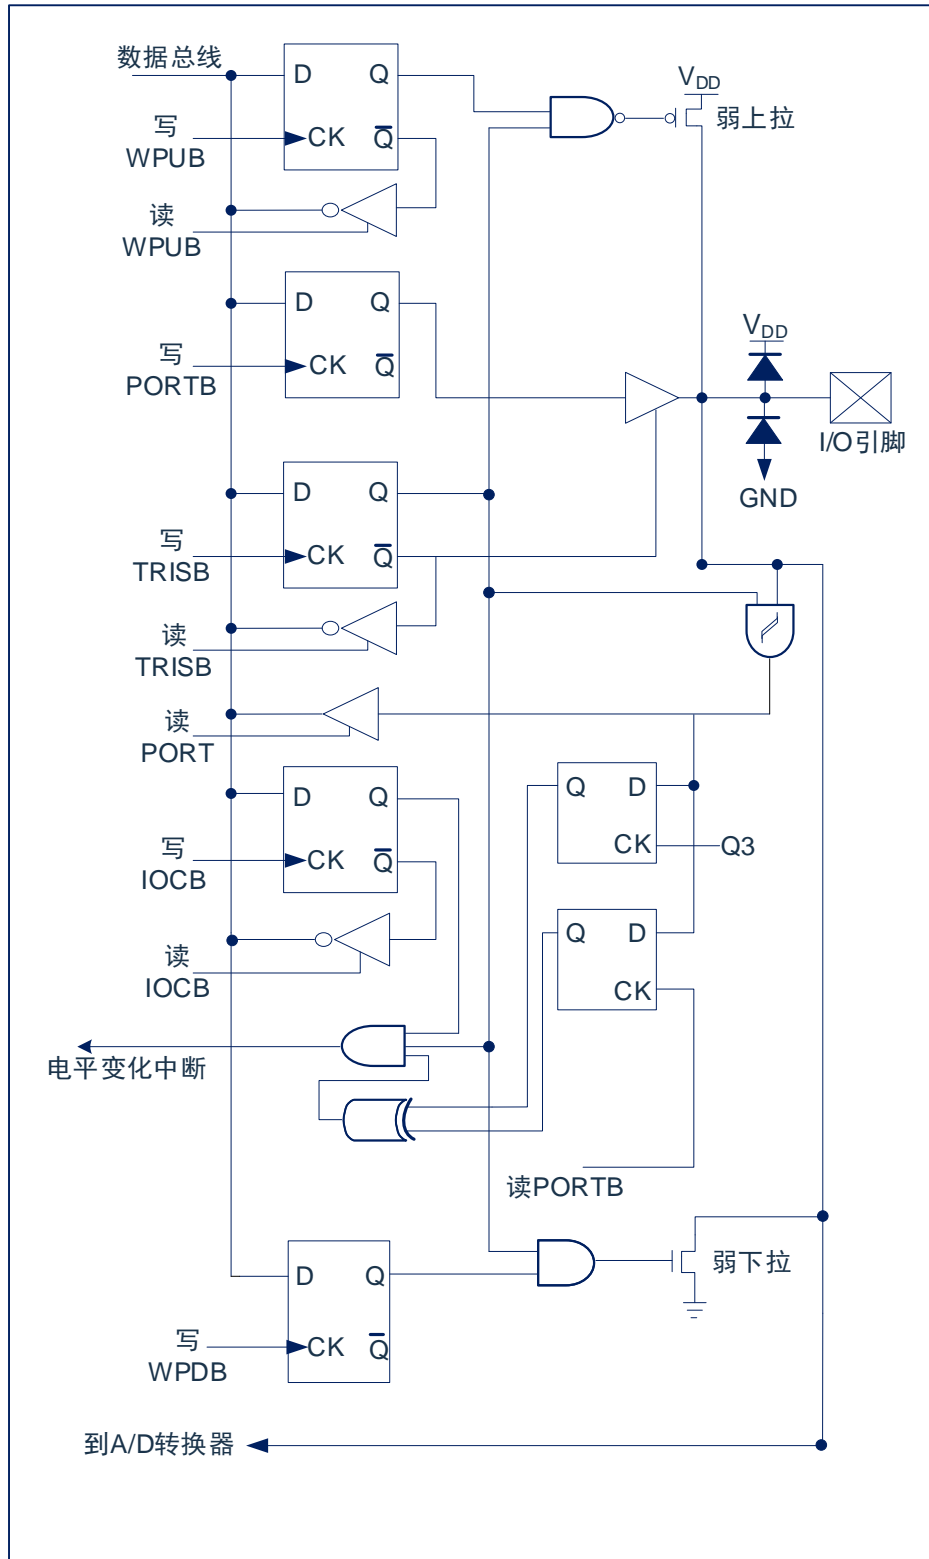 数据总线
D Q
写
WPUB
CK Q
读
WPUB
VDD
弱上拉
D Q
写
PORTB
CK Q
VDD
I/O引脚
GND
D Q
写
TRISB
CK Q
读
TRISB
读
PORT
D Q
写
IOCB
CK Q
读
IOCB
Q D
CK Q3
Q D
CK
电平变化中断
读PORTB
D Q
写
WPDB
CK Q
弱下拉
到A/D转换器